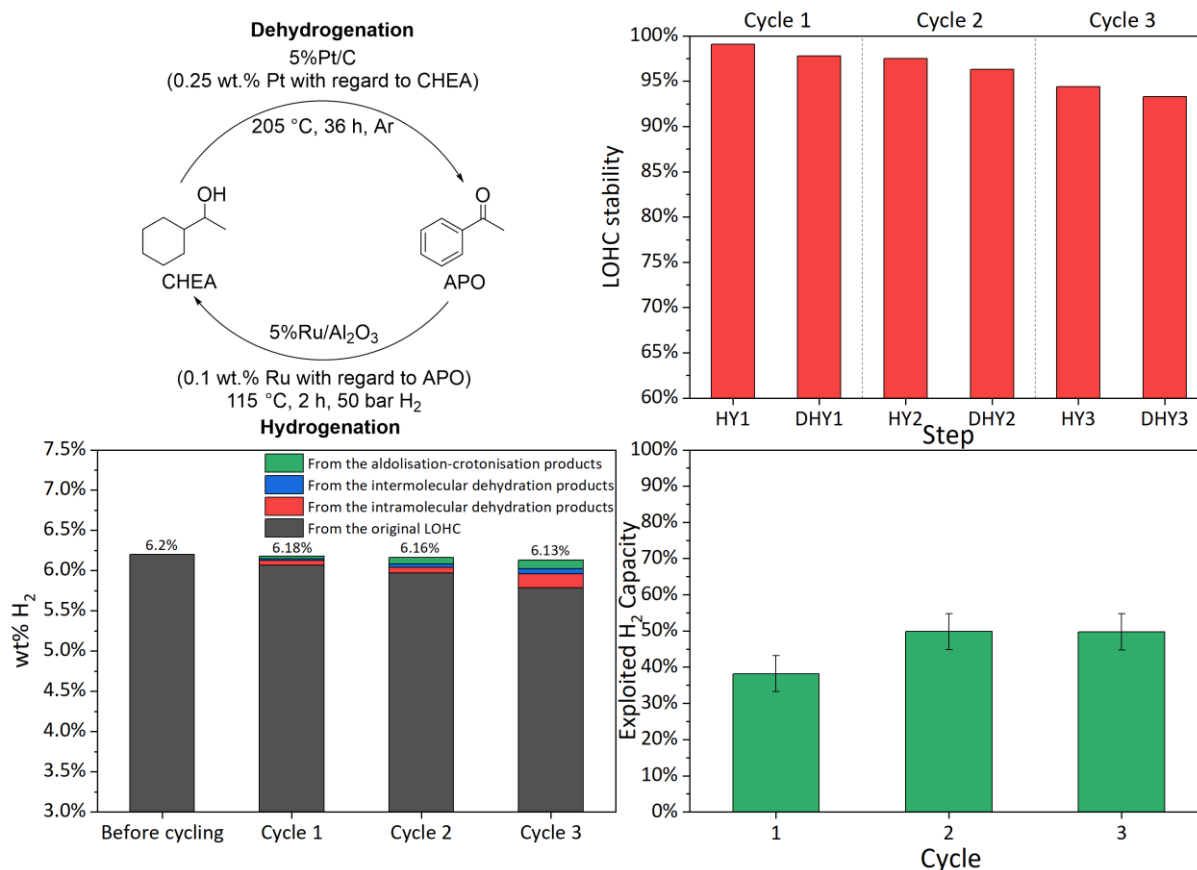 Dehydrogenation
5%Pt/C
(0.25 wt.% Pt with regard to CHEA)
205 °C, 36 h, Ar
OH
CHEA
O
APO
5%Ru/Al₂O₃
(0.1 wt.% Ru with regard to APO)
115 °C, 2 h, 50 bar H₂
Hydrogenation
Cycle 1
Cycle 2
Cycle 3
LOHC stability
100%
95%
90%
85%
80%
75%
70%
65%
60%
HY1
DHY1
HY2
DHY2
HY3
DHY3
Step
wt% H₂
7.5%
7.0%
6.5%
6.0%
5.5%
5.0%
4.5%
4.0%
3.5%
3.0%
From the aldolisation-crotonisation products
From the intermolecular dehydration products
From the intramolecular dehydration products
From the original LOHC
6.2%
6.18%
6.16%
6.13%
Before cycling
Cycle 1
Cycle 2
Cycle 3
Exploited H₂ Capacity
100%
90%
80%
70%
60%
50%
40%
30%
20%
10%
0%
1
2
3
Cycle